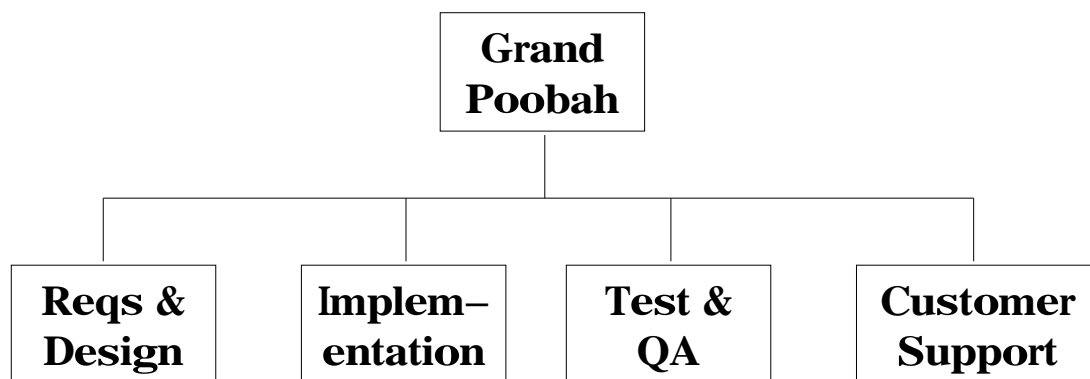 Grand
Poobah
Reqs &
Design
Implem–
entation
Test &
QA
Customer
Support